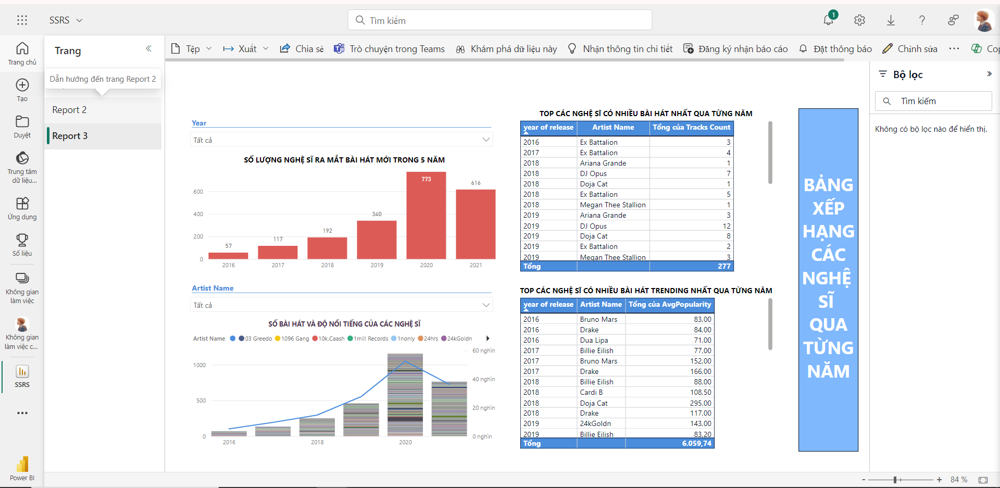 SSRS
Tìm kiếm
1
Trang chủ
Tạo
Duyệt
Trung tâm
dữ liệu...
Ứng dụng
Số liệu
Không gian
làm việc
Không gian
làm việc c...
SSRS
Power BI
Trang
Dẫn hướng đến trang Report 2
Report 2
Report 3
Tệp
Xuất
Chia sẻ
Trò chuyện trong Teams
Khám phá dữ liệu này
Nhận thông tin chi tiết
Đăng ký nhận báo cáo
Đặt thông báo
Chỉnh sửa
Cop
Year
Tất cả
SỐ LƯỢNG NGHỆ SĨ RA MẮT BÀI HÁT MỚI TRONG 5 NĂM
600
400
200
0
57
117
192
340
773
616
2016 2017 2018 2019 2020 2021
Artist Name
Tất cả
SỐ BÀI HÁT VÀ ĐỘ NỔI TIẾNG CỦA CÁC NGHỆ SĨ
Artist Name 03 Greedo 1096 Gang 10k.Caash 1mill Records 1nonly 24hrs 24kGoldn
1000
500
0
60 nghìn
40 nghìn
20 nghìn
0 nghìn
2016 2018 2020
TOP CÁC NGHỆ SĨ CÓ NHIỀU BÀI HÁT NHẤT QUA TỪNG NĂM
year of release Artist Name Tổng của Tracks Count
2016 Ex Battalion 3
2017 Ex Battalion 4
2018 Ariana Grande 1
2018 DJ Opus 7
2018 Doja Cat 1
2018 Ex Battalion 5
2018 Megan Thee Stallion 1
2019 Ariana Grande 3
2019 DJ Opus 12
2019 Doja Cat 8
2019 Ex Battalion 2
2019 Megan Thee Stallion 3
Tổng 277
TOP CÁC NGHỆ SĨ CÓ NHIỀU BÀI HÁT TRENDING NHẤT QUA TỪNG NĂM
year of release Artist Name Tổng của AvgPopularity
2016 Bruno Mars 83,00
2016 Drake 84,00
2016 Dua Lipa 71,00
2017 Billie Eilish 77,00
2017 Bruno Mars 152,00
2017 Drake 166,00
2018 Billie Eilish 88,00
2018 Cardi B 108,50
2018 Doja Cat 295,00
2018 Drake 117,00
2019 24kGoldn 143,00
2019 Billie Eilish 83,20
Tổng 6.059,74
BẢNG
XẾP
HẠNG
CÁC
NGHỆ
SĨ
QUA
TỪNG
NĂM
Bộ lọc
Tìm kiếm
Không có bộ lọc nào để hiển thị.
- + 84 %